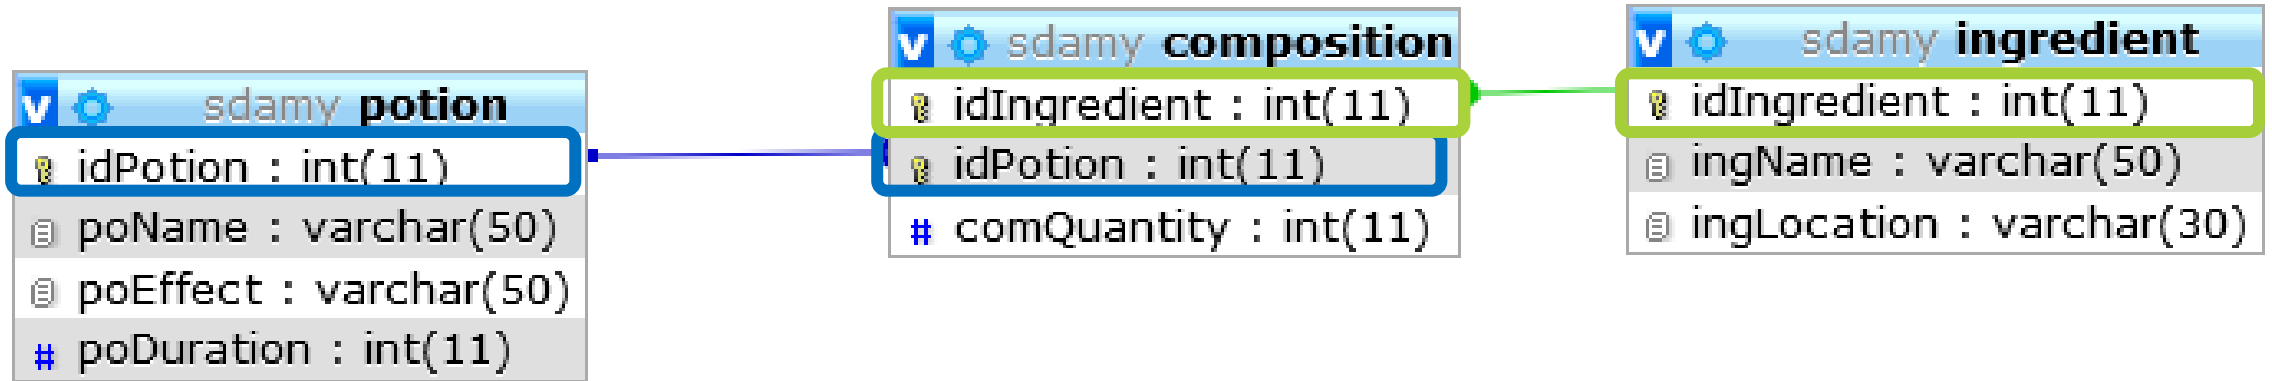 sdamy potion
idPotion : int(11)
poName : varchar(50)
poEffect : varchar(50)
# poDuration : int(11)
sdamy composition
idIngredient : int(11)
idPotion : int(11)
# comQuantity : int(11)
sdamy ingredient
idIngredient : int(11)
ingName : varchar(50)
ingLocation : varchar(30)